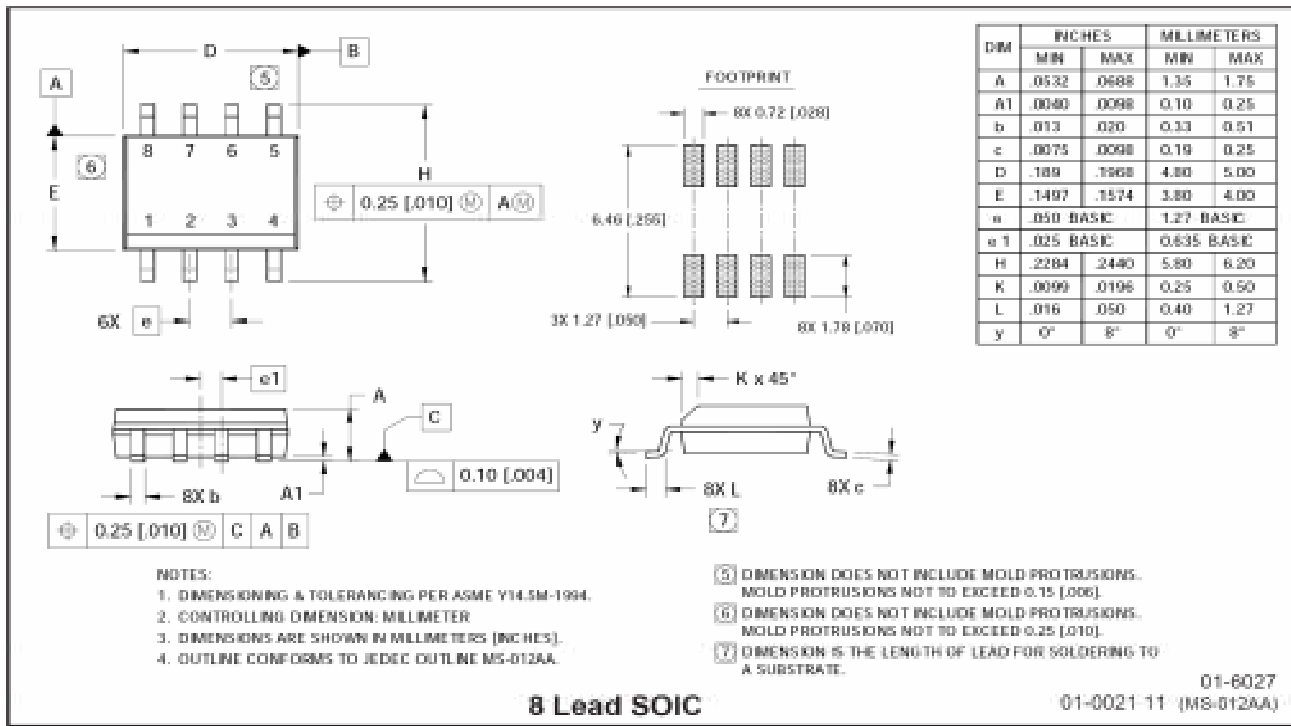 D
B
5
A
8 7 6 5
6
E
H
0.25 [.010] M A M
1 2 3 4
6X e
FOOTPRINT
8X 0.72 [.028]
6.46 [.255]
3X 1.27 [.050]
8X 1.78 [.070]
DIM INCHES MILLIMETERS
MIN MAX MIN MAX
A .0532 .0688 1.35 1.75
A1 .0040 .0098 0.10 0.25
b .013 .020 0.33 0.51
c .0075 .0098 0.19 0.25
D .189 .1968 4.80 5.00
E .1497 .1574 3.80 4.00
e .050 BASIC 1.27 BASIC
e 1 .025 BASIC 0.635 BASIC
H .2284 .2440 5.80 6.20
K .0099 .0196 0.25 0.50
L .016 .050 0.40 1.27
y 0° 8° 0° 8°
e1
A
C
0.10 [.004]
8X b
A1
0.25 [.010] M C A B
K x 45°
y
8X L
7
8X c
NOTES:
1. DIMENSIONING & TOLERANCING PER ASME Y14.5M-1994.
2. CONTROLLING DIMENSION: MILLIMETER
3. DIMENSIONS ARE SHOWN IN MILLIMETERS [INCHES].
4. OUTLINE CONFORMS TO JEDEC OUTLINE MS-012AA.
5 DIMENSION DOES NOT INCLUDE MOLD PROTRUSIONS.
MOLD PROTRUSIONS NOT TO EXCEED 0.15 [.006].
6 DIMENSION DOES NOT INCLUDE MOLD PROTRUSIONS.
MOLD PROTRUSIONS NOT TO EXCEED 0.25 [.010].
7 DIMENSION IS THE LENGTH OF LEAD FOR SOLDERING TO
A SUBSTRATE.
8 Lead SOIC
01-6027
01-0021 11 (MS-012AA)